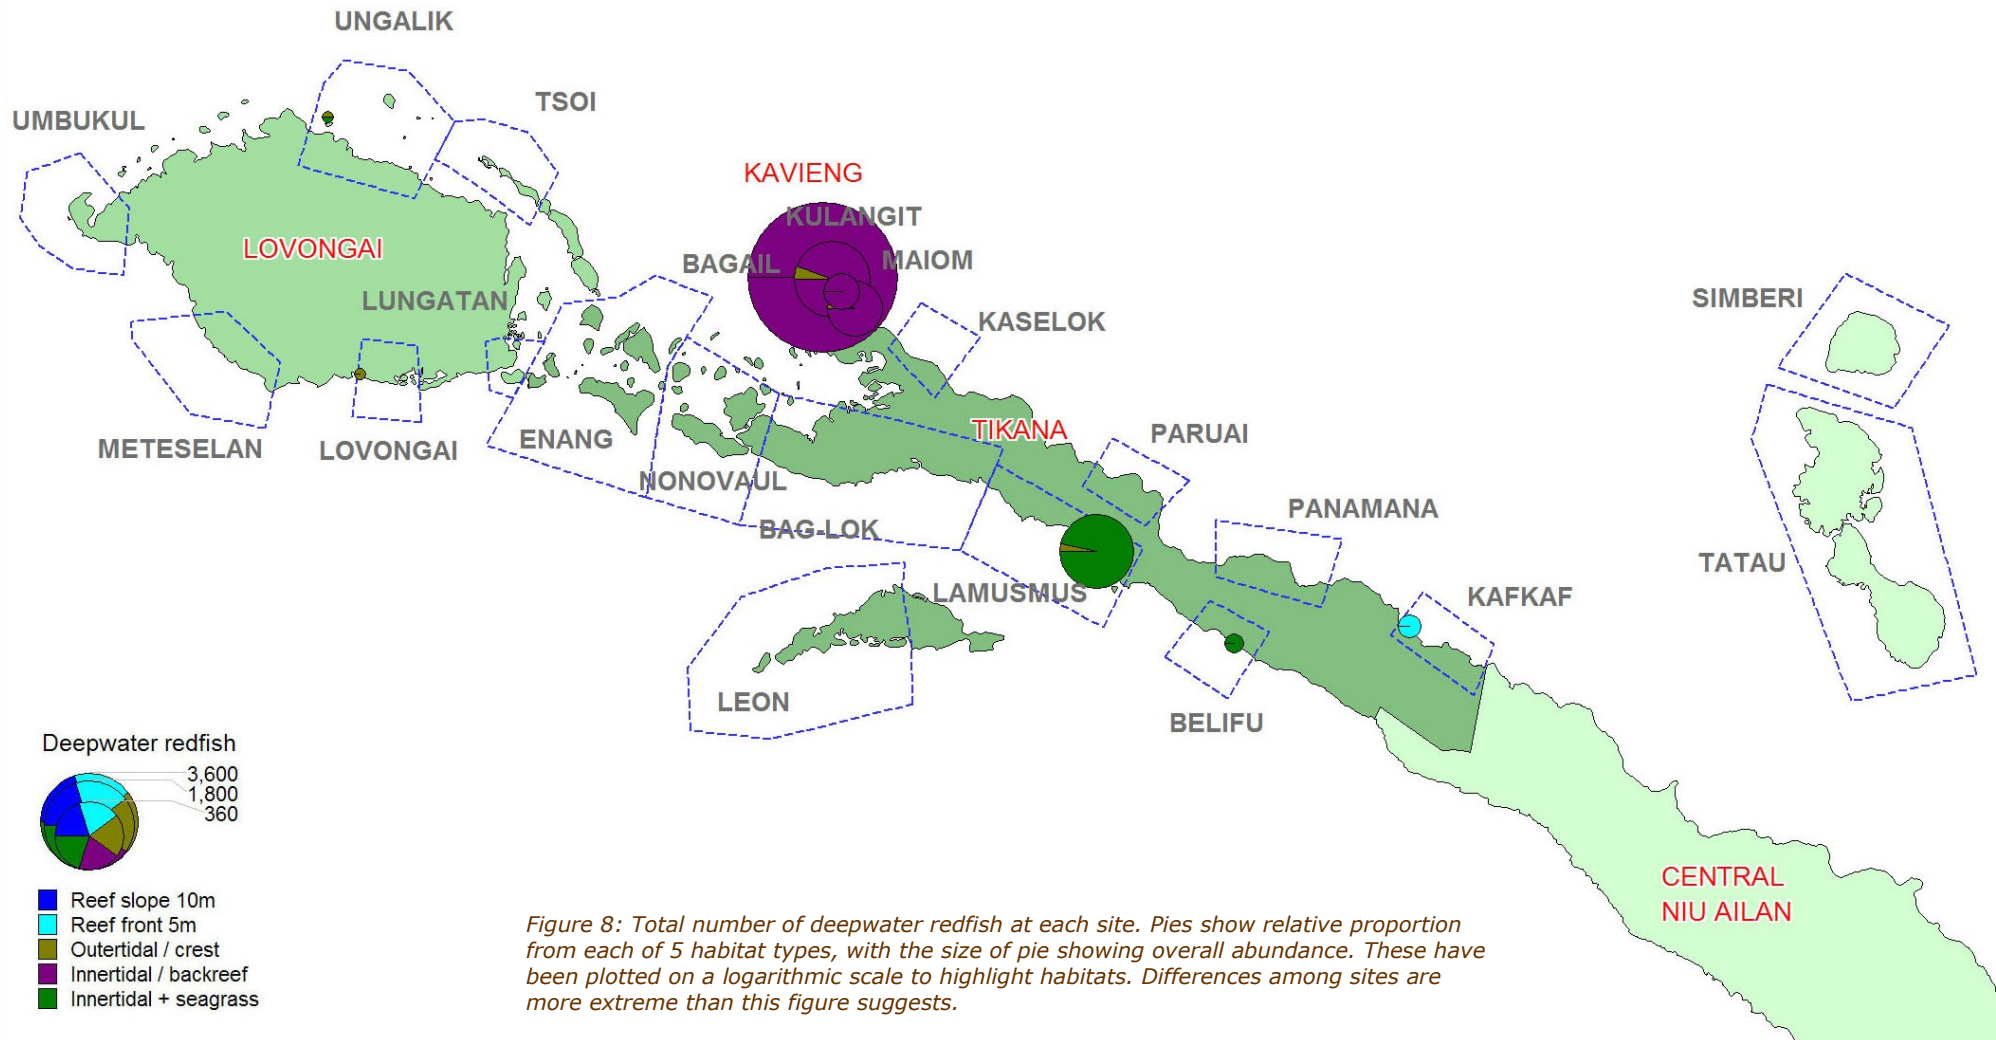 UNGALIK
TSOI
UMBUKUL
KAVIENG
KULANGIT
LOVONGAI
BAGAIL
MAIOM
LUNGATAN
SIMBERI
KASELOK
TIKANA
PARUAI
METESELAN
LOVONGAI
ENANG
NONOVAUL
PANAMANA
BAG-LOK
TATAU
LAMUSMUS
KAFKAF
LEON
BELIFU
Deepwater redfish
3,600
1,800
360
Reef slope 10m
Reef front 5m
Outertidal / crest
Innertidal / backreef
Innertidal + seagrass
CENTRAL
NIU AILAN
Figure 8: Total number of deepwater redfish at each site. Pies show relative proportion
from each of 5 habitat types, with the size of pie showing overall abundance. These have
been plotted on a logarithmic scale to highlight habitats. Differences among sites are
more extreme than this figure suggests.